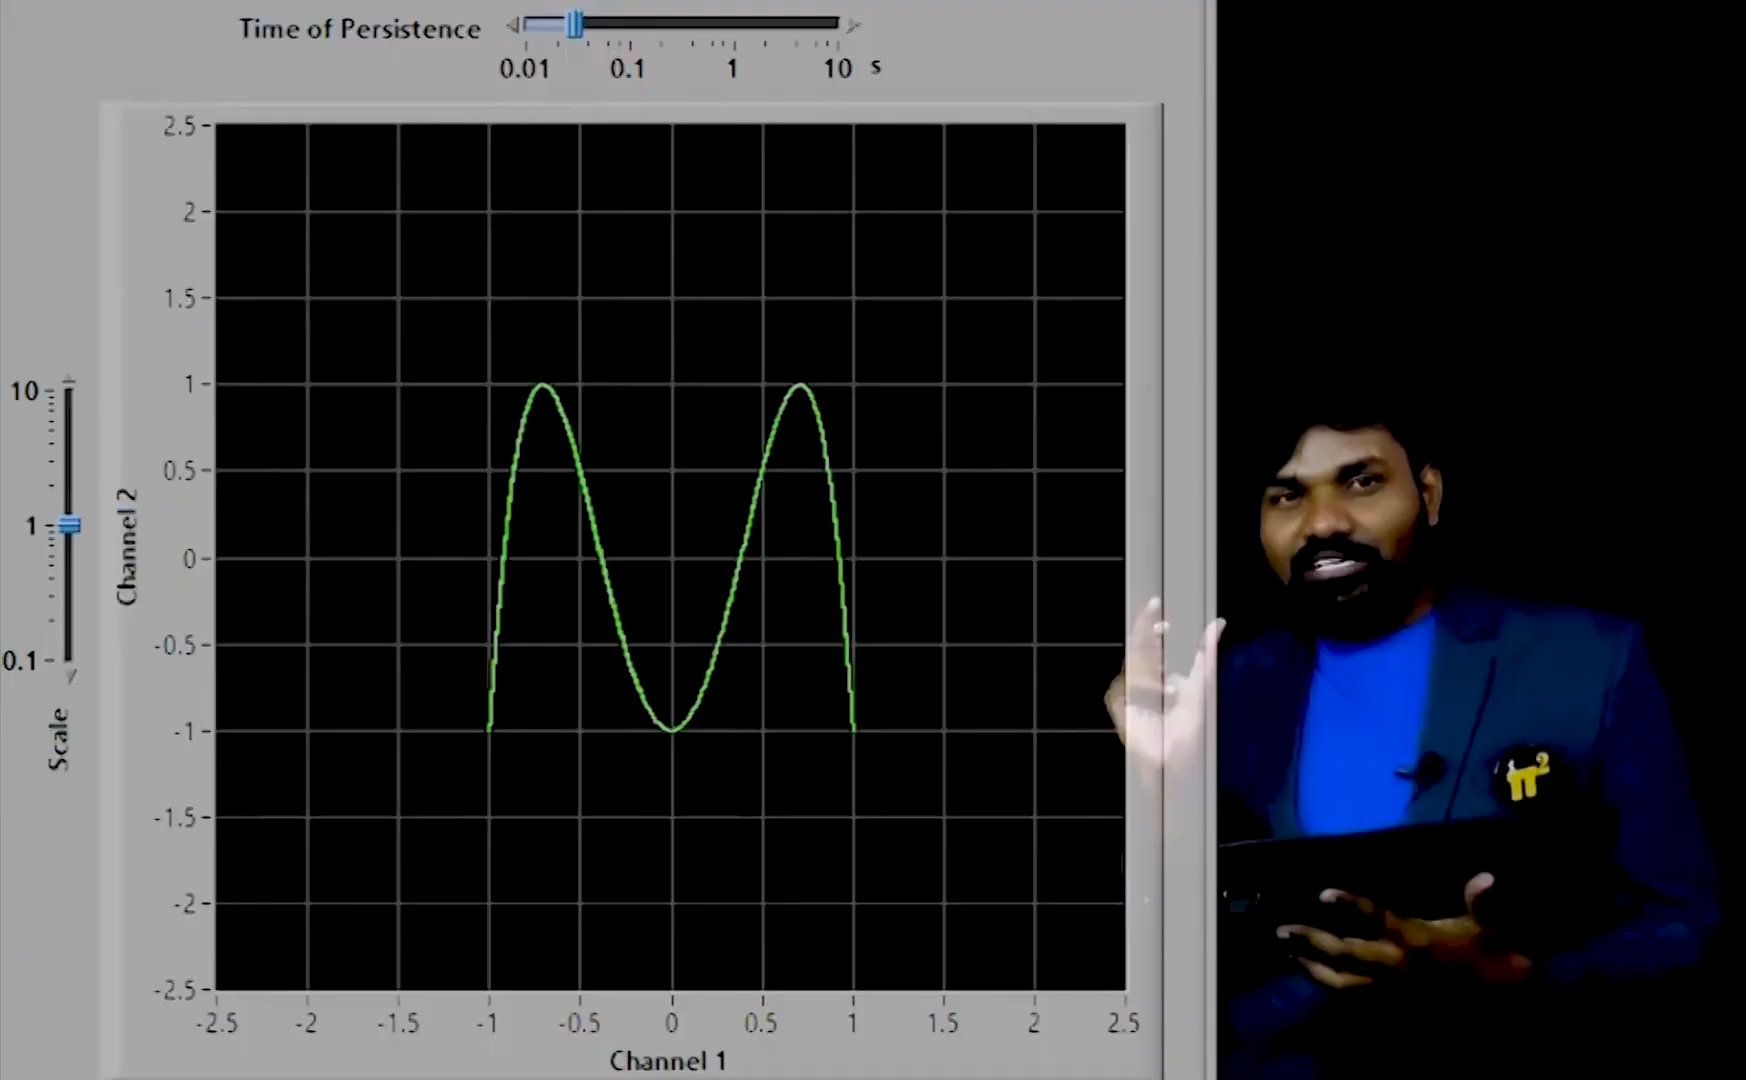 Time of Persistence
0.01 0.1 1 10 s
2.5
2
1.5
1
0.5
0
-0.5
-1
-1.5
-2
-2.5
Channel 2
10
1
0.1
Scale
-2.5 -2 -1.5 -1 -0.5 0 0.5 1 1.5 2 2.5
Channel 1
π²